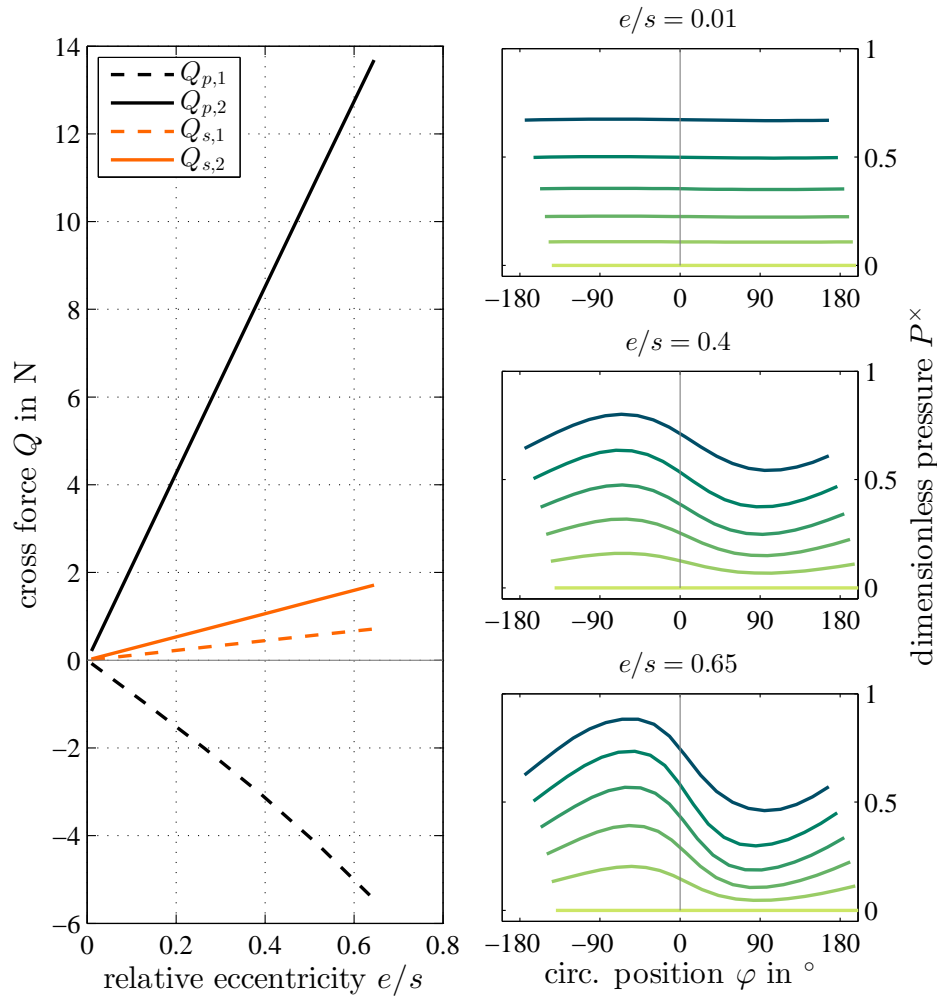 14
12
10
8
6
4
2
0
−2
−4
−6
0 0.2 0.4 0.6 0.8
cross force Q in N
relative eccentricity e/s
Q_{p,1}
Q_{p,2}
Q_{s,1}
Q_{s,2}
e/s = 0.01
1
0.5
0
−180 −90 0 90 180
e/s = 0.4
1
0.5
0
−180 −90 0 90 180
e/s = 0.65
1
0.5
0
−180 −90 0 90 180
circ. position φ in °
dimensionless pressure P^×